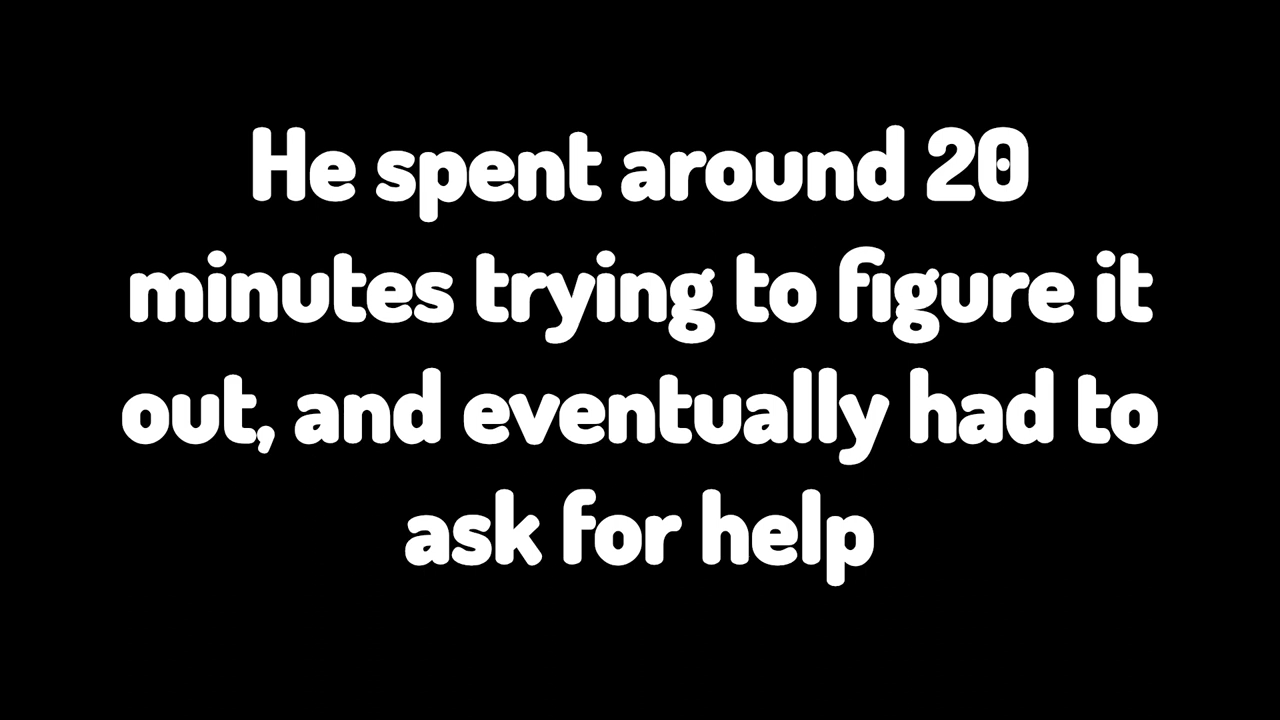 He spent around 20
minutes trying to figure it
out, and eventually had to
ask for help